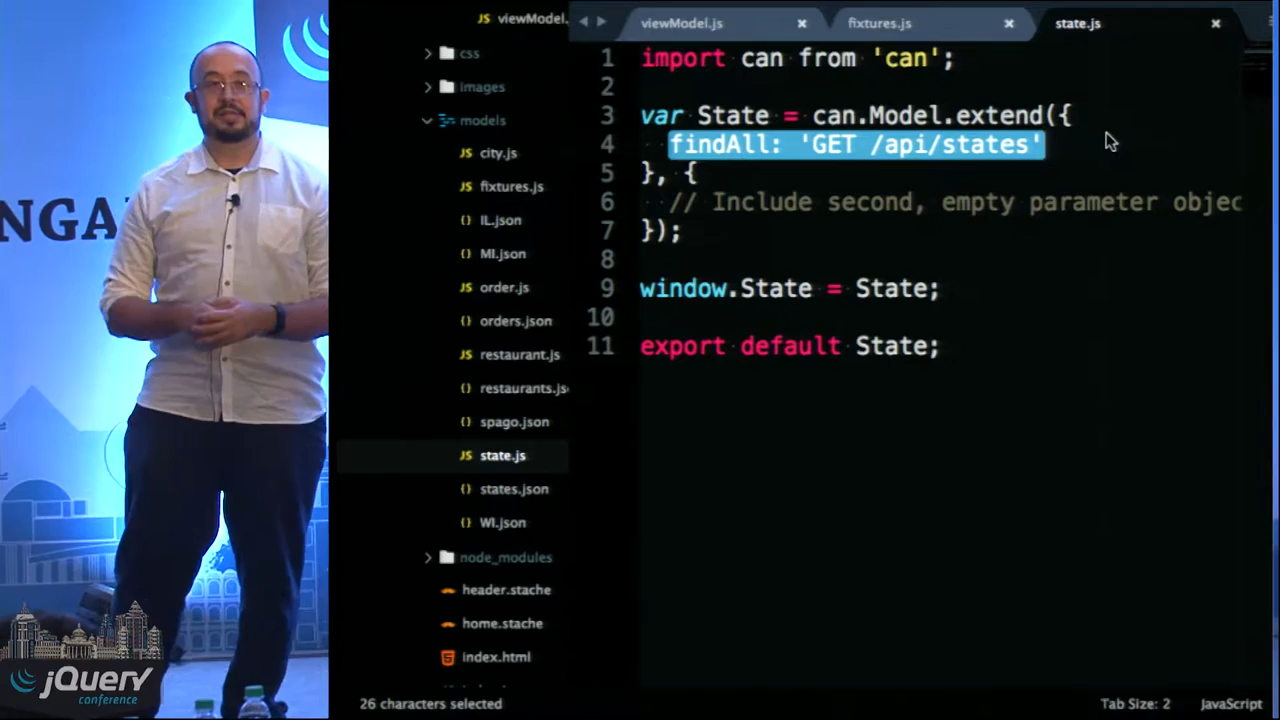 NGA
jQuery
conference
viewModel.
css
images
models
city.js
fixtures.js
IL.json
MI.json
order.js
orders.json
restaurant.js
restaurants.js
spago.json
state.js
states.json
WI.json
node_modules
header.stache
home.stache
index.html
viewModel.js
fixtures.js
state.js
1 import can from 'can';
2
3 var State = can.Model.extend({
4 findAll: 'GET /api/states'
5 }, {
6 // Include second, empty parameter objec
7 });
8
9 window.State = State;
10
11 export default State;
26 characters selected
Tab Size: 2
JavaScript